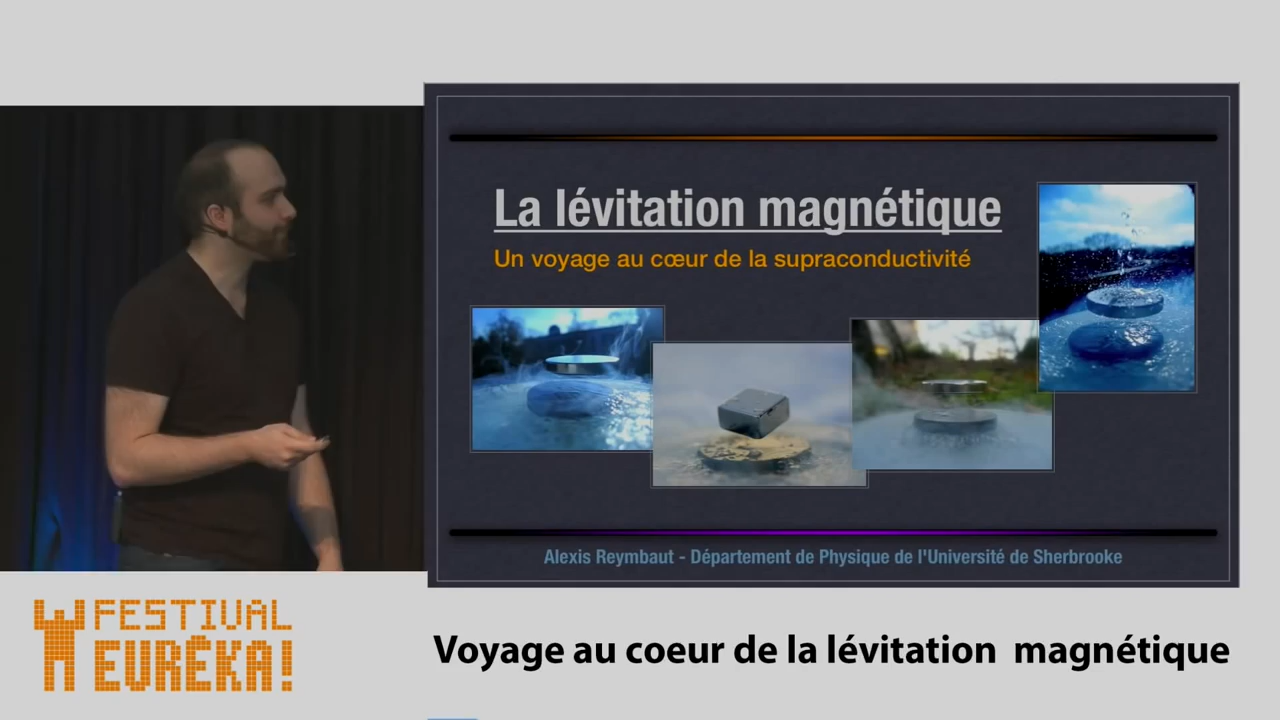 La lévitation magnétique
Un voyage au cœur de la supraconductivité
Alexis Reymbaut - Département de Physique de l'Université de Sherbrooke
FESTIVAL
EURÊKA!
Voyage au coeur de la lévitation  magnétique